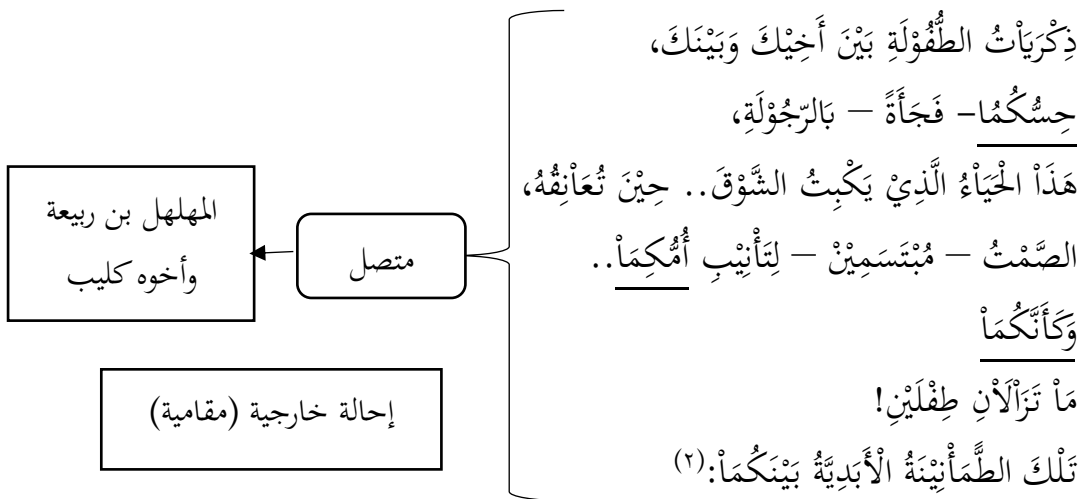 ذِكْرَيَاْتُ الطُّفُوْلَةِ بَيْنَ أَخِيْكَ وَبَيْنَكَ،
حِسُّكُمُا– فَجَأَةً – بَالرّجُوْلَةِ،
هَذَاْ الْحَيَاْءُ الَّذِيْ يَكْبِتُ الشَّوْقَ.. حِيْنَ تُعَاْنِقُهُ،
الصَّمْتُ – مُبْتَسَمِيْنْ – لِتَأْنِيْبِ أُمُّكِمَاْ..
وَكَأَنَّكُمَاْ
مَاْ تَزَاْلَاْنِ طِفْلَيْنِ!
تَلْكَ الطًّمَأْنِيْنَةُ الْأَبَدِيَّةُ بَيْنَكُمَاْ:(٢)
متصل
المهلهل بن ربيعة
وأخوه كليب
إحالة خارجية (مقامية)